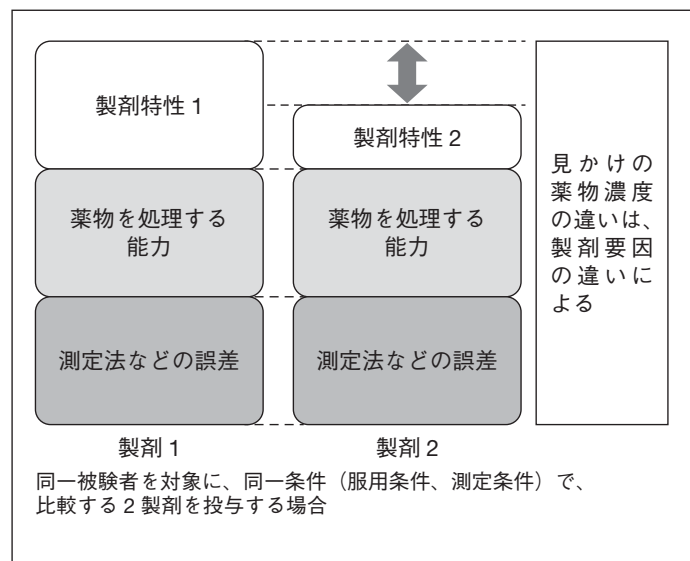 製剤特性 1
製剤特性 2
薬物を処理する
能力
薬物を処理する
能力
測定法などの誤差
測定法などの誤差
製剤 1
製剤 2
見かけの
薬物濃度
の違いは、
製剤要因
の違いに
よる
同一被験者を対象に、同一条件（服用条件、測定条件）で、
比較する 2 製剤を投与する場合